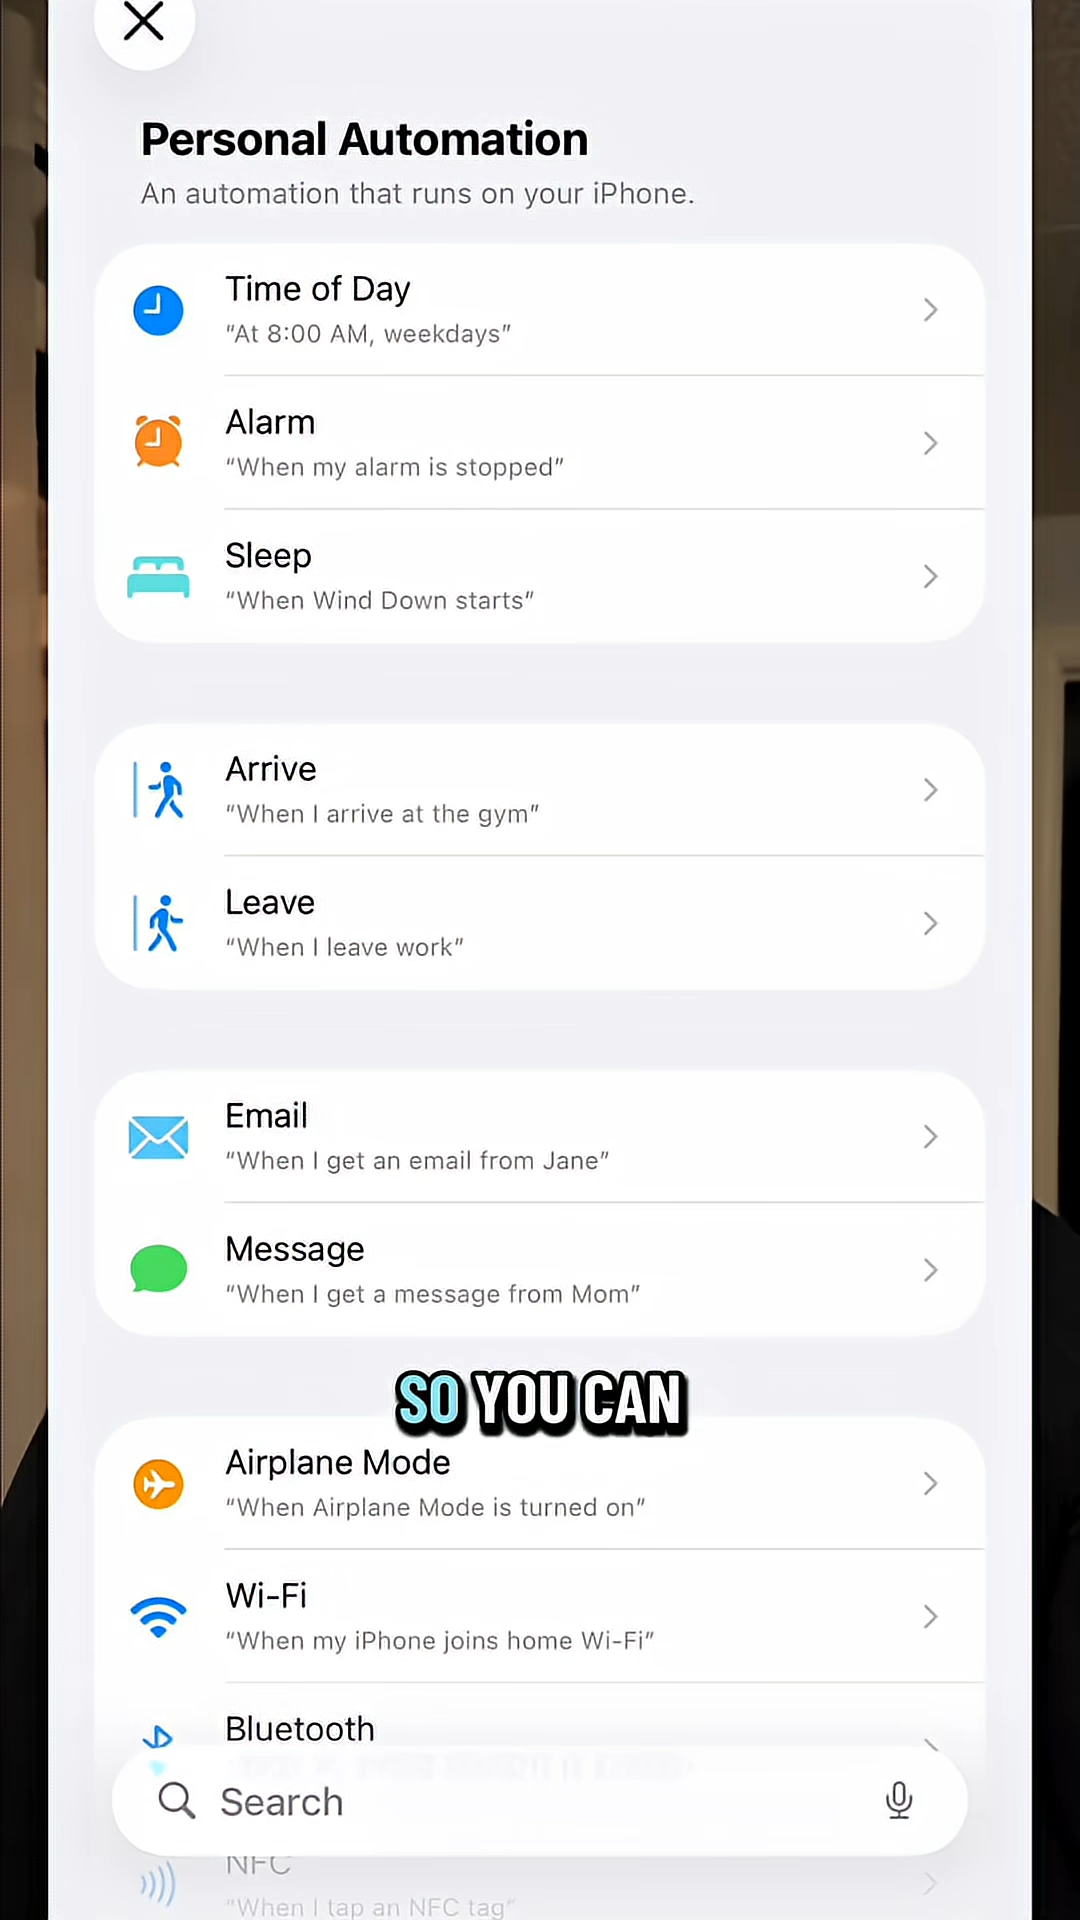 Personal Automation
An automation that runs on your iPhone.
Time of Day
“At 8:00 AM, weekdays”
Alarm
“When my alarm is stopped”
Sleep
“When Wind Down starts”
Arrive
“When I arrive at the gym”
Leave
“When I leave work”
Email
“When I get an email from Jane”
Message
“When I get a message from Mom”
SO YOU CAN
Airplane Mode
“When Airplane Mode is turned on”
Wi-Fi
“When my iPhone joins home Wi-Fi”
Bluetooth
Search
NFC
“When I tap an NFC tag”